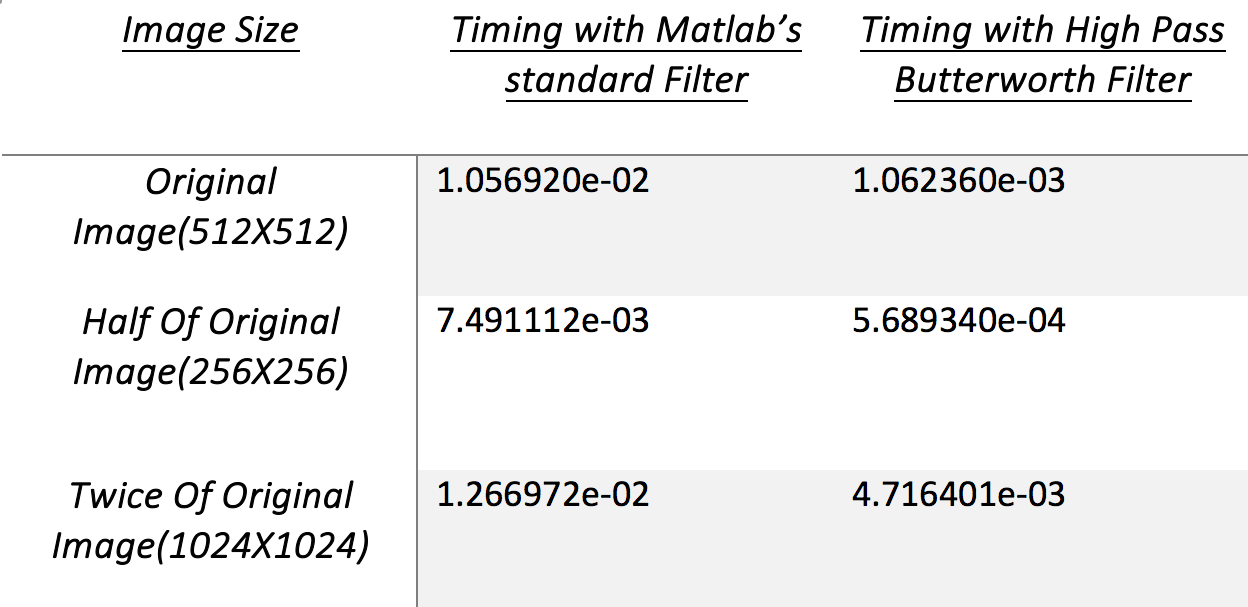 Image Size
Timing with Matlab’s
standard Filter
Timing with High Pass
Butterworth Filter
Original
Image(512X512)
1.056920e-02
1.062360e-03
Half Of Original
Image(256X256)
7.491112e-03
5.689340e-04
Twice Of Original
Image(1024X1024)
1.266972e-02
4.716401e-03